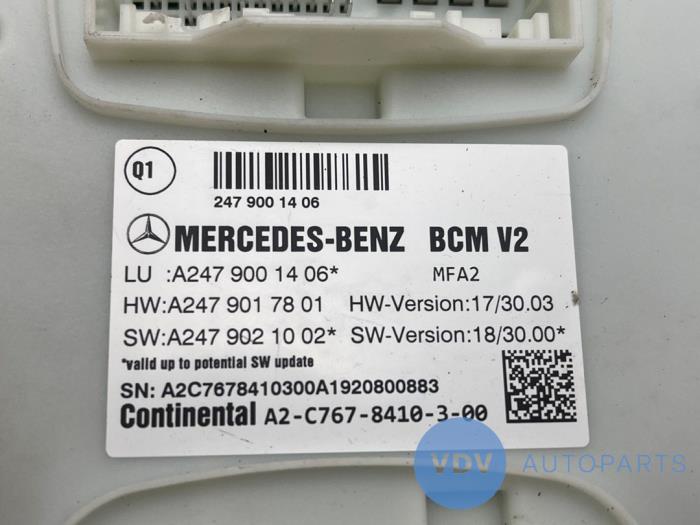 Q1
247 900 14 06
MERCEDES-BENZ BCM V2
LU :A247 900 14 06* MFA2
HW:A247 901 78 01 HW-Version:17/30.03
SW:A247 902 10 02* SW-Version:18/30.00*
*valid up to potential SW update
SN: A2C7678410300A1920800883
Continental A2-C767-8410-3-00
VDV AUTOPARTS